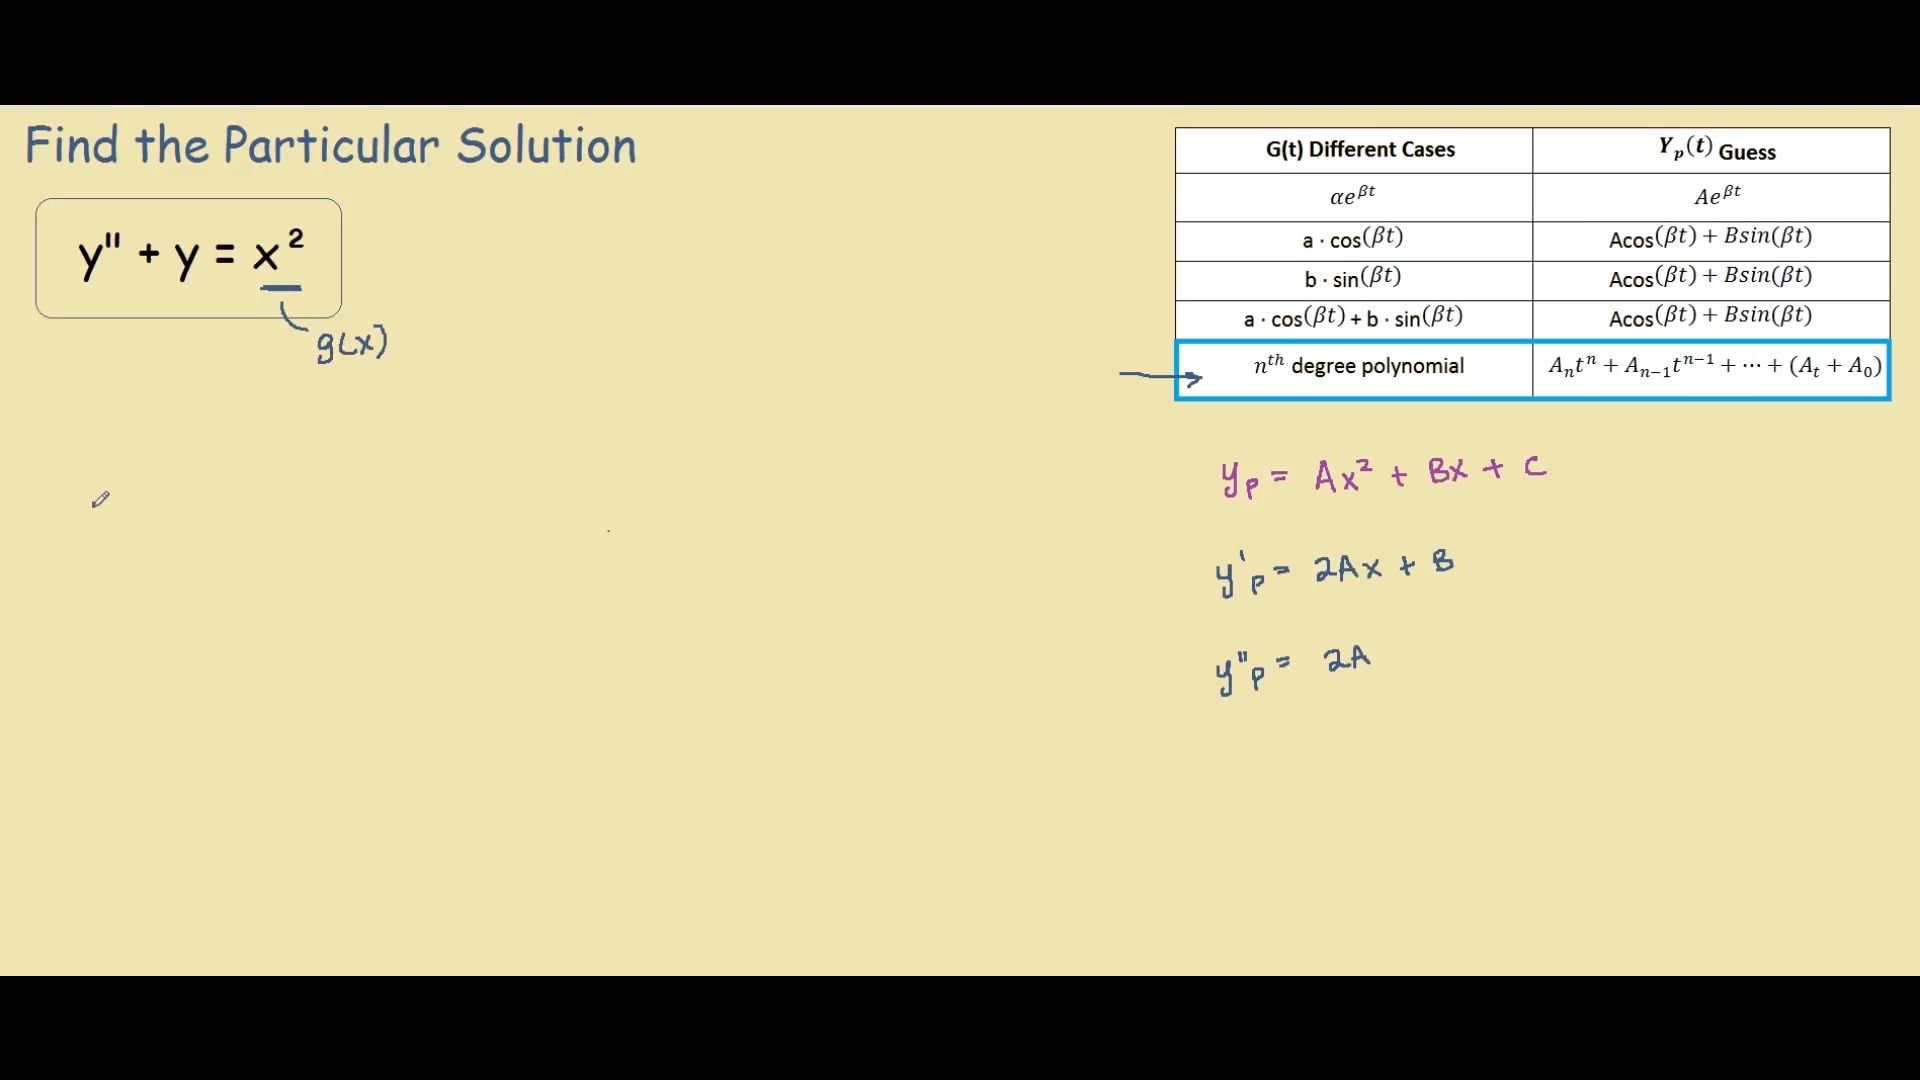 Find the Particular Solution
y" + y = x²
g(x)
G(t) Different Cases	Yₚ(t) Guess
αe^βt	Ae^βt
a · cos(βt)	Acos(βt) + Bsin(βt)
b · sin(βt)	Acos(βt) + Bsin(βt)
a · cos(βt) + b · sin(βt)	Acos(βt) + Bsin(βt)
nᵗʰ degree polynomial	Aₙtⁿ + Aₙ₋₁tⁿ⁻¹ + ⋯ + (Aₜ + A₀)
yₚ = Ax² + Bx + C
y'ₚ = 2Ax + B
y"ₚ = 2A